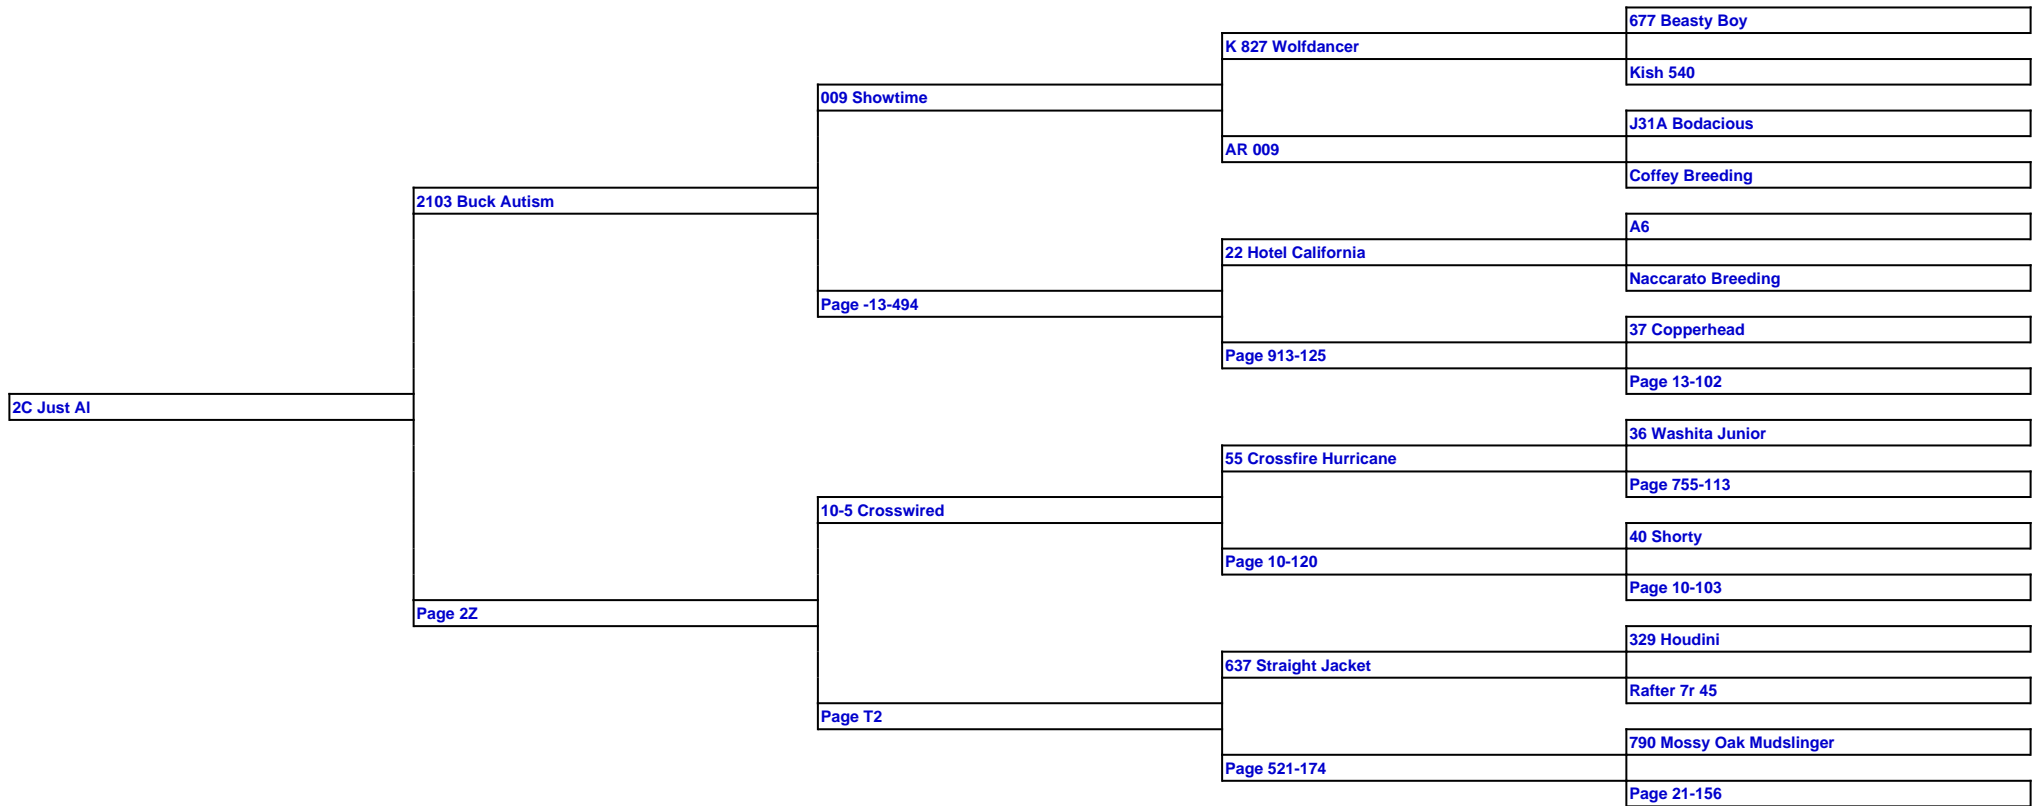 677 Beasty Boy
K 827 Wolfdancer
Kish 540
009 Showtime
J31A Bodacious
AR 009
Coffey Breeding
2103 Buck Autism
A6
22 Hotel California
Naccarato Breeding
Page -13-494
37 Copperhead
Page 913-125
Page 13-102
2C Just Al
36 Washita Junior
55 Crossfire Hurricane
Page 755-113
10-5 Crosswired
40 Shorty
Page 10-120
Page 10-103
Page 2Z
329 Houdini
637 Straight Jacket
Rafter 7r 45
Page T2
790 Mossy Oak Mudslinger
Page 521-174
Page 21-156